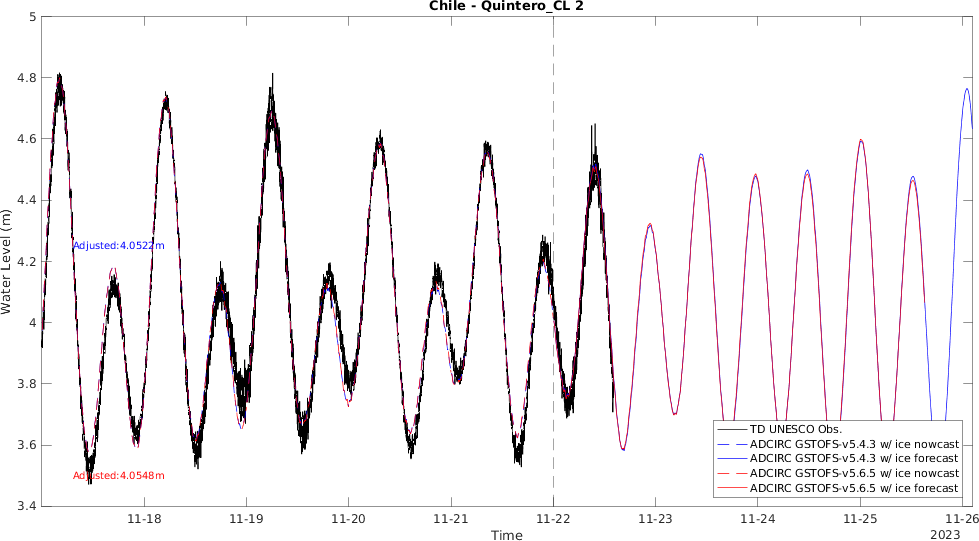 Chile - Quintero_CL 2
Water Level (m)
5
4.8
4.6
4.4
4.2
4
3.8
3.6
3.4
Adjusted:4.0522m
Adjusted:4.0548m
TD UNESCO Obs.
ADCIRC GSTOFS-v5.4.3 w/ ice nowcast
ADCIRC GSTOFS-v5.4.3 w/ ice forecast
ADCIRC GSTOFS-v5.6.5 w/ ice nowcast
ADCIRC GSTOFS-v5.6.5 w/ ice forecast
11-18 11-19 11-20 11-21 11-22 11-23 11-24 11-25 11-26
Time
2023